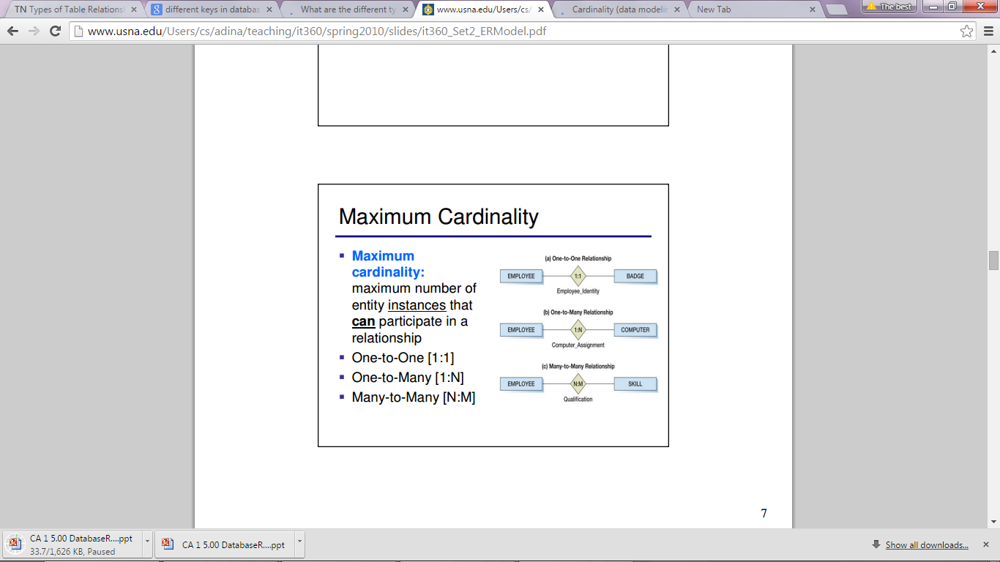 TN Types of Table Relations
different keys in databas
What are the different ty
www.usna.edu/Users/cs/
Cardinality (data modelin
New Tab
The best
www.usna.edu/Users/cs/adina/teaching/it360/spring2010/slides/it360_Set2_ERModel.pdf
Maximum Cardinality
Maximum
cardinality:
maximum number of
entity instances that
can participate in a
relationship
One-to-One [1:1]
One-to-Many [1:N]
Many-to-Many [N:M]
(a) One-to-One Relationship
EMPLOYEE 1:1 BADGE
Employee_Identity
(b) One-to-Many Relationship
EMPLOYEE 1:N COMPUTER
Computer_Assignment
(c) Many-to-Many Relationship
EMPLOYEE N:M SKILL
Qualification
7
CA 1 5.00 DatabaseR....ppt
33.7/1,626 KB, Paused
CA 1 5.00 DatabaseR....ppt
Show all downloads...